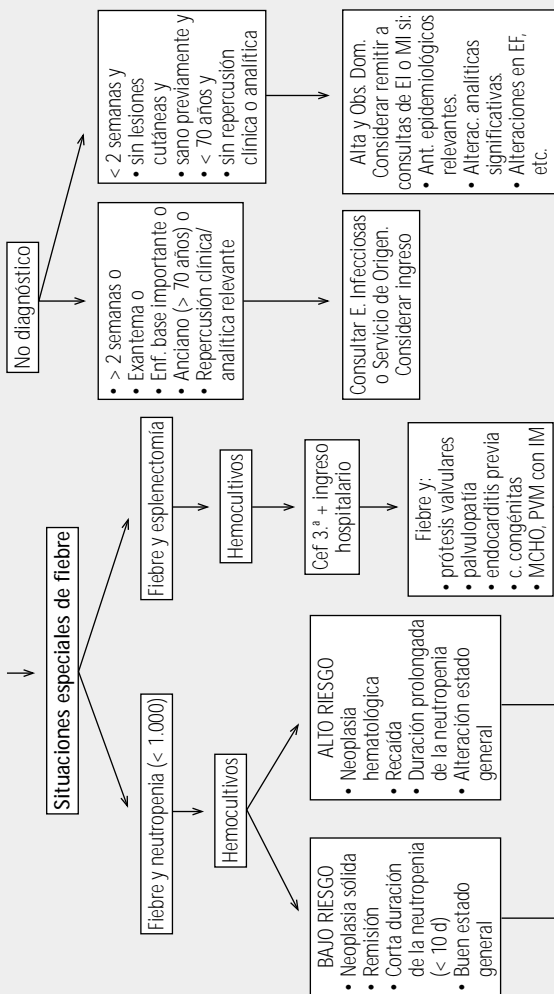 Situaciones especiales de fiebre
Fiebre y neutropenia (< 1.000)
Hemocultivos
BAJO RIESGO
• Neoplasia sólida
• Remisión
• Corta duración
de la neutropenia
(< 10 d)
• Buen estado
general
ALTO RIESGO
• Neoplasia
hematológica
• Recaída
• Duración prolongada
de la neutropenia
• Alteración estado
general
Fiebre y esplenectomía
Hemocultivos
Cef 3.ª + ingreso
hospitalario
Fiebre y:
• prótesis valvulares
• palvulopatía
• endocarditis previa
• c. congénitas
• MCHO, PVM con IM
No diagnóstico
• > 2 semanas o
• Exantema o
• Enf. base importante o
• Anciano (> 70 años) o
• Repercusión clínica/
analítica relevante
Consultar E. Infecciosas
o Servicio de Origen.
Considerar ingreso
< 2 semanas y
• sin lesiones
cutáneas y
• sano previamente y
• < 70 años y
• sin repercusión
clínica o analítica
Alta y Obs. Dom.
Considerar remitir a
consultas de EI o MI si:
• Ant. epidemiológicos
relevantes.
• Alterac. analíticas
significativas.
• Alteraciones en EF,
etc.